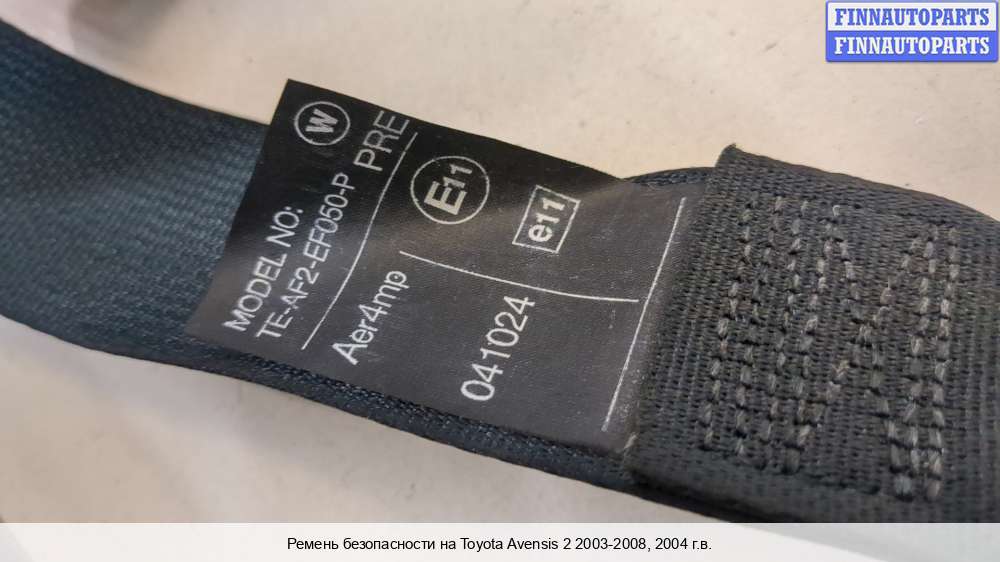 FINNAUTOPARTS
FINNAUTOPARTS
W
PRE
MODEL NO:
TE-AF2-EF050-P
E11
e11
Aer4mp
041024
Ремень безопасности на Toyota Avensis 2 2003-2008, 2004 г.в.